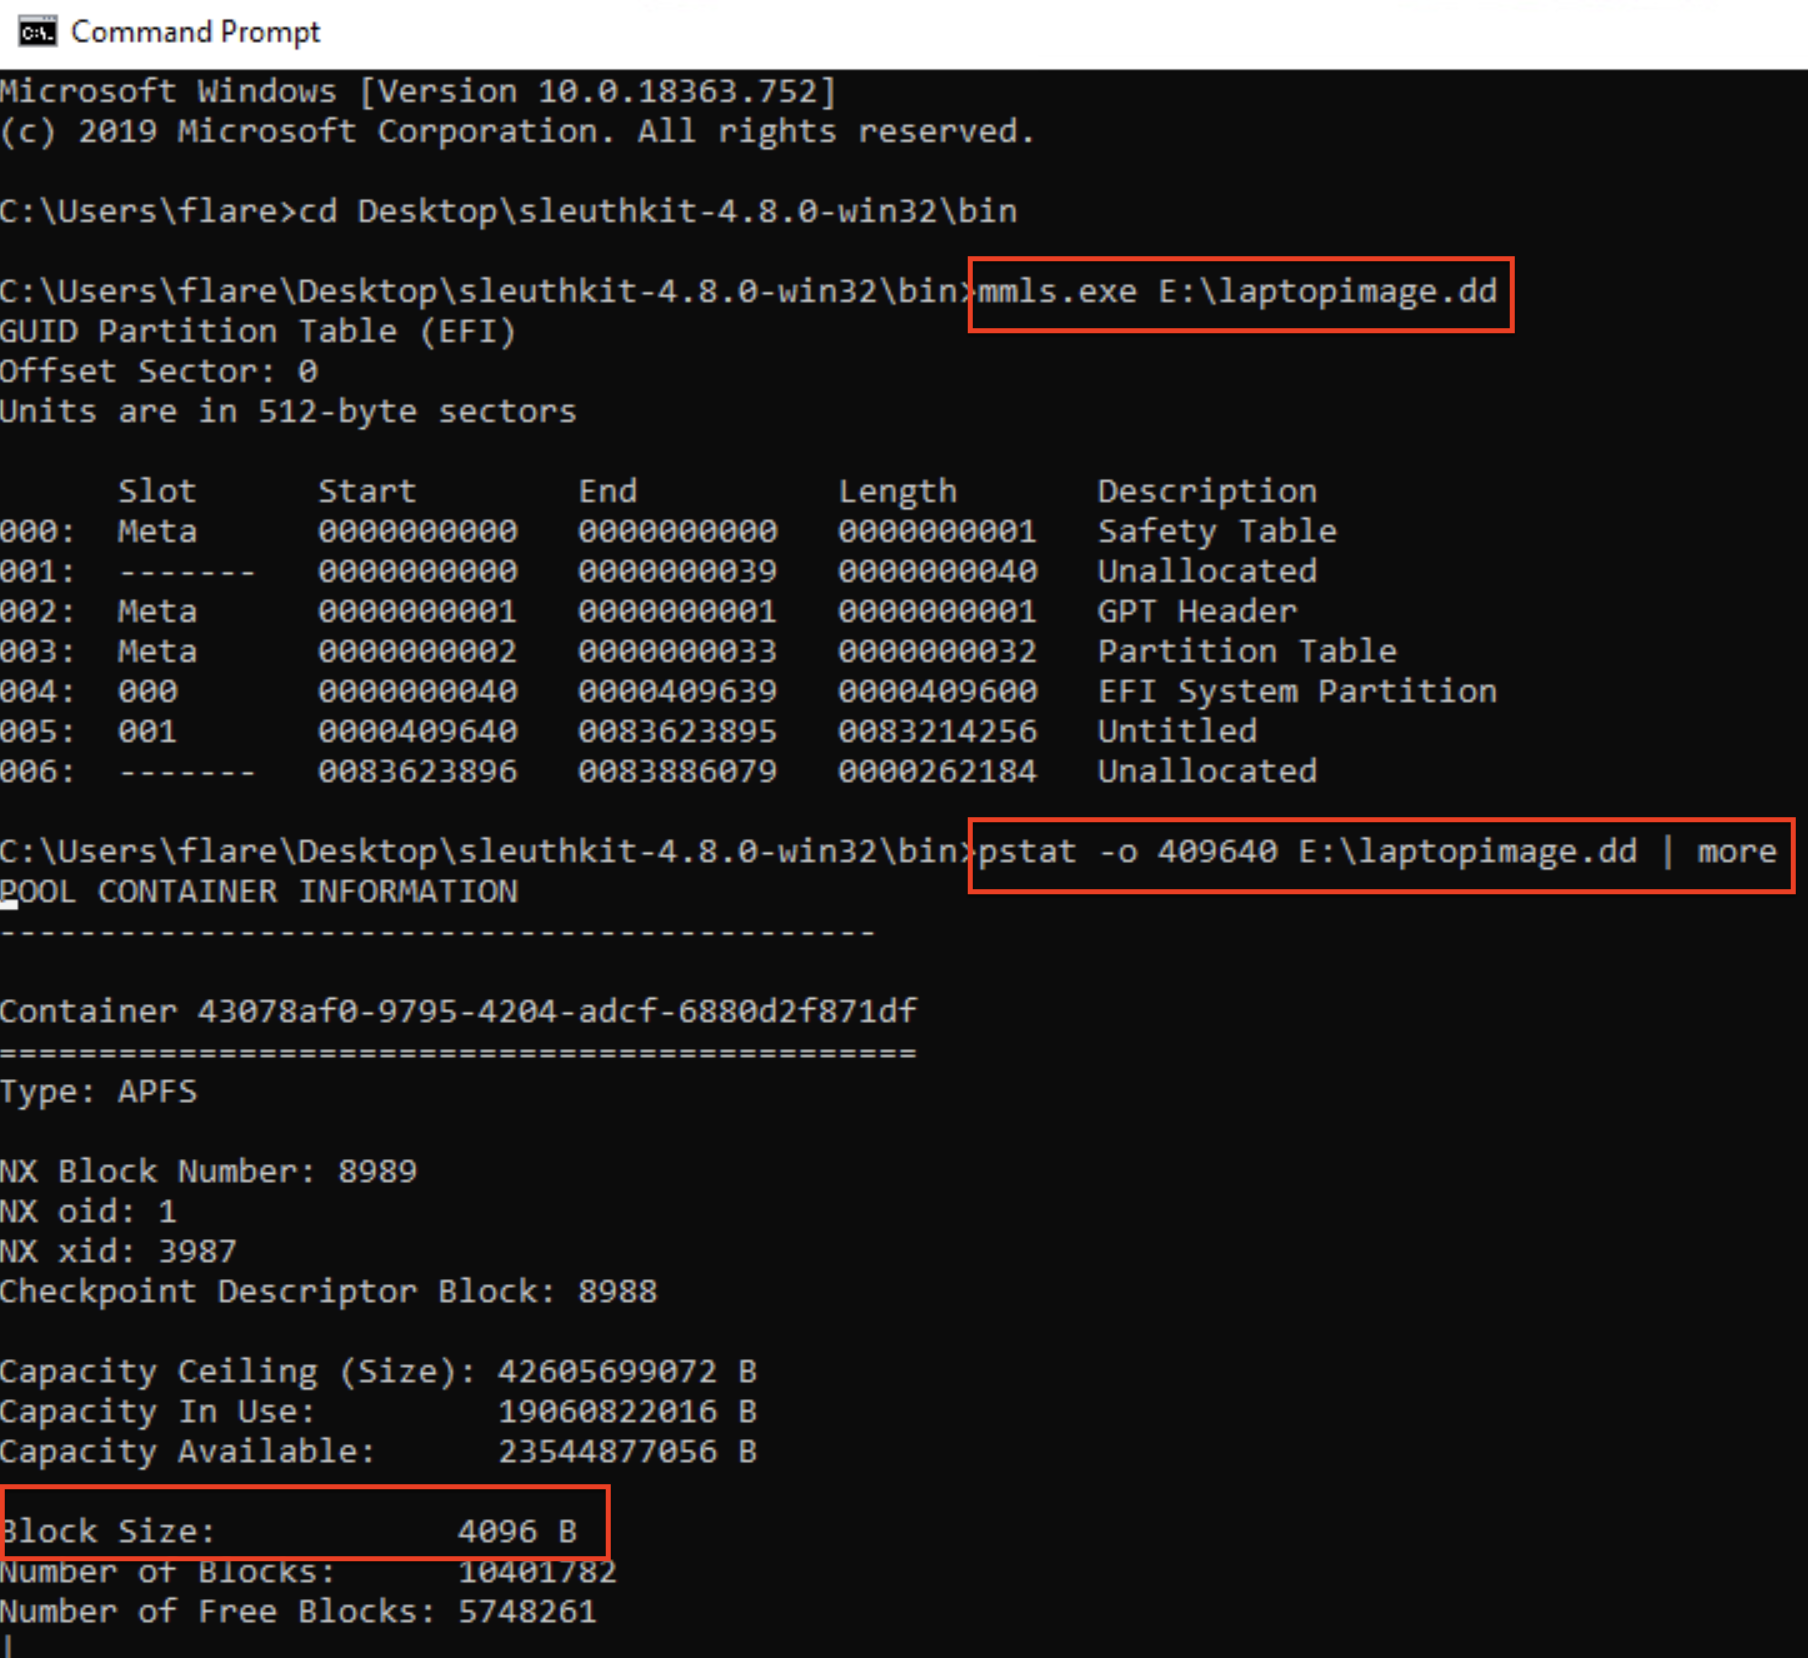 Command Prompt
Microsoft Windows [Version 10.0.18363.752]
(c) 2019 Microsoft Corporation. All rights reserved.
C:\Users\flare>cd Desktop\sleuthkit-4.8.0-win32\bin
C:\Users\flare\Desktop\sleuthkit-4.8.0-win32\bin>mmls.exe E:\laptopimage.dd
GUID Partition Table (EFI)
Offset Sector: 0
Units are in 512-byte sectors
Slot Start End Length Description
000: Meta 0000000000 0000000000 0000000001 Safety Table
001: ------- 0000000000 0000000039 0000000040 Unallocated
002: Meta 0000000001 0000000001 0000000001 GPT Header
003: Meta 0000000002 0000000033 0000000032 Partition Table
004: 000 0000000040 0000409639 0000409600 EFI System Partition
005: 001 0000409640 0083623895 0083214256 Untitled
006: ------- 0083623896 0083886079 0000262184 Unallocated
C:\Users\flare\Desktop\sleuthkit-4.8.0-win32\bin>pstat -o 409640 E:\laptopimage.dd | more
POOL CONTAINER INFORMATION
--------------------------------------------
Container 43078af0-9795-4204-adcf-6880d2f871df
==============================================
Type: APFS
NX Block Number: 8989
NX oid: 1
NX xid: 3987
Checkpoint Descriptor Block: 8988
Capacity Ceiling (Size): 42605699072 B
Capacity In Use: 19060822016 B
Capacity Available: 23544877056 B
Block Size: 4096 B
Number of Blocks: 10401782
Number of Free Blocks: 5748261